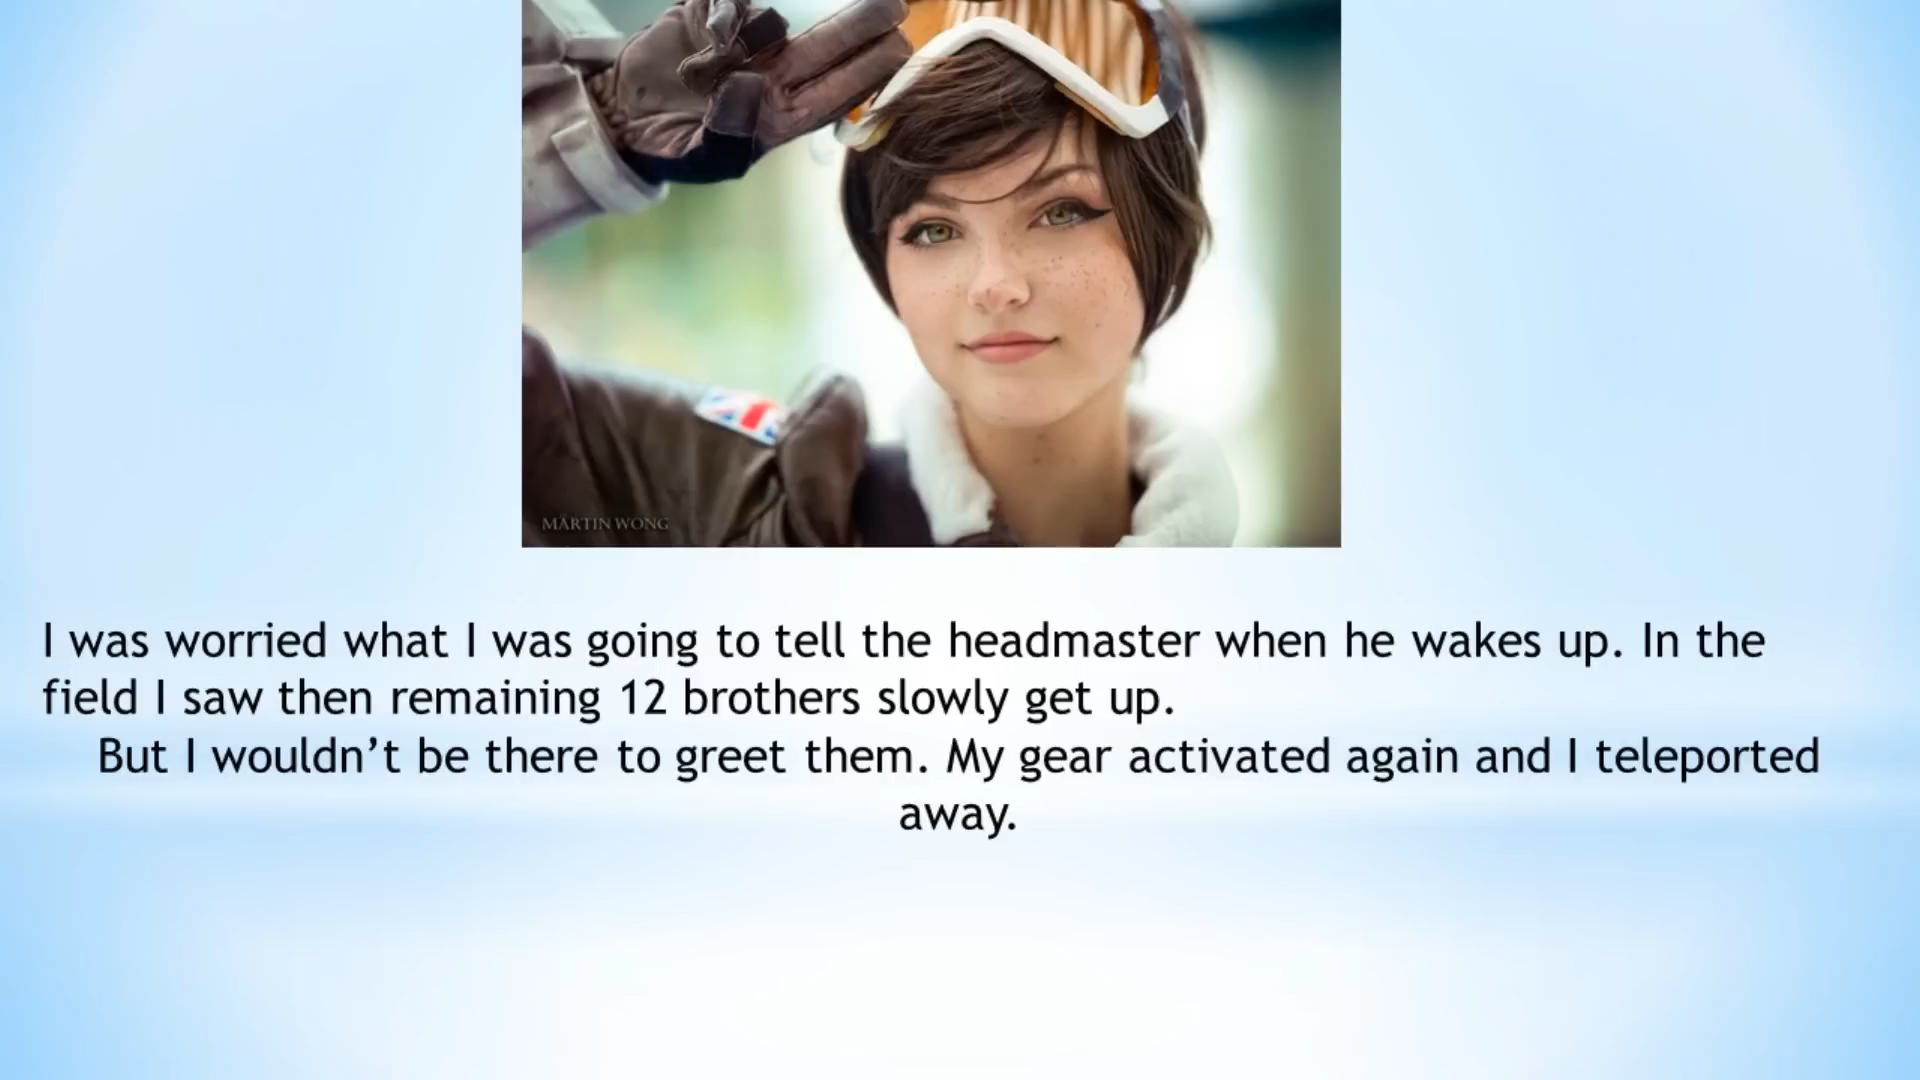 MÄRTIN WONG
I was worried what I was going to tell the headmaster when he wakes up. In the
field I saw then remaining 12 brothers slowly get up.
But I wouldn’t be there to greet them. My gear activated again and I teleported
away.